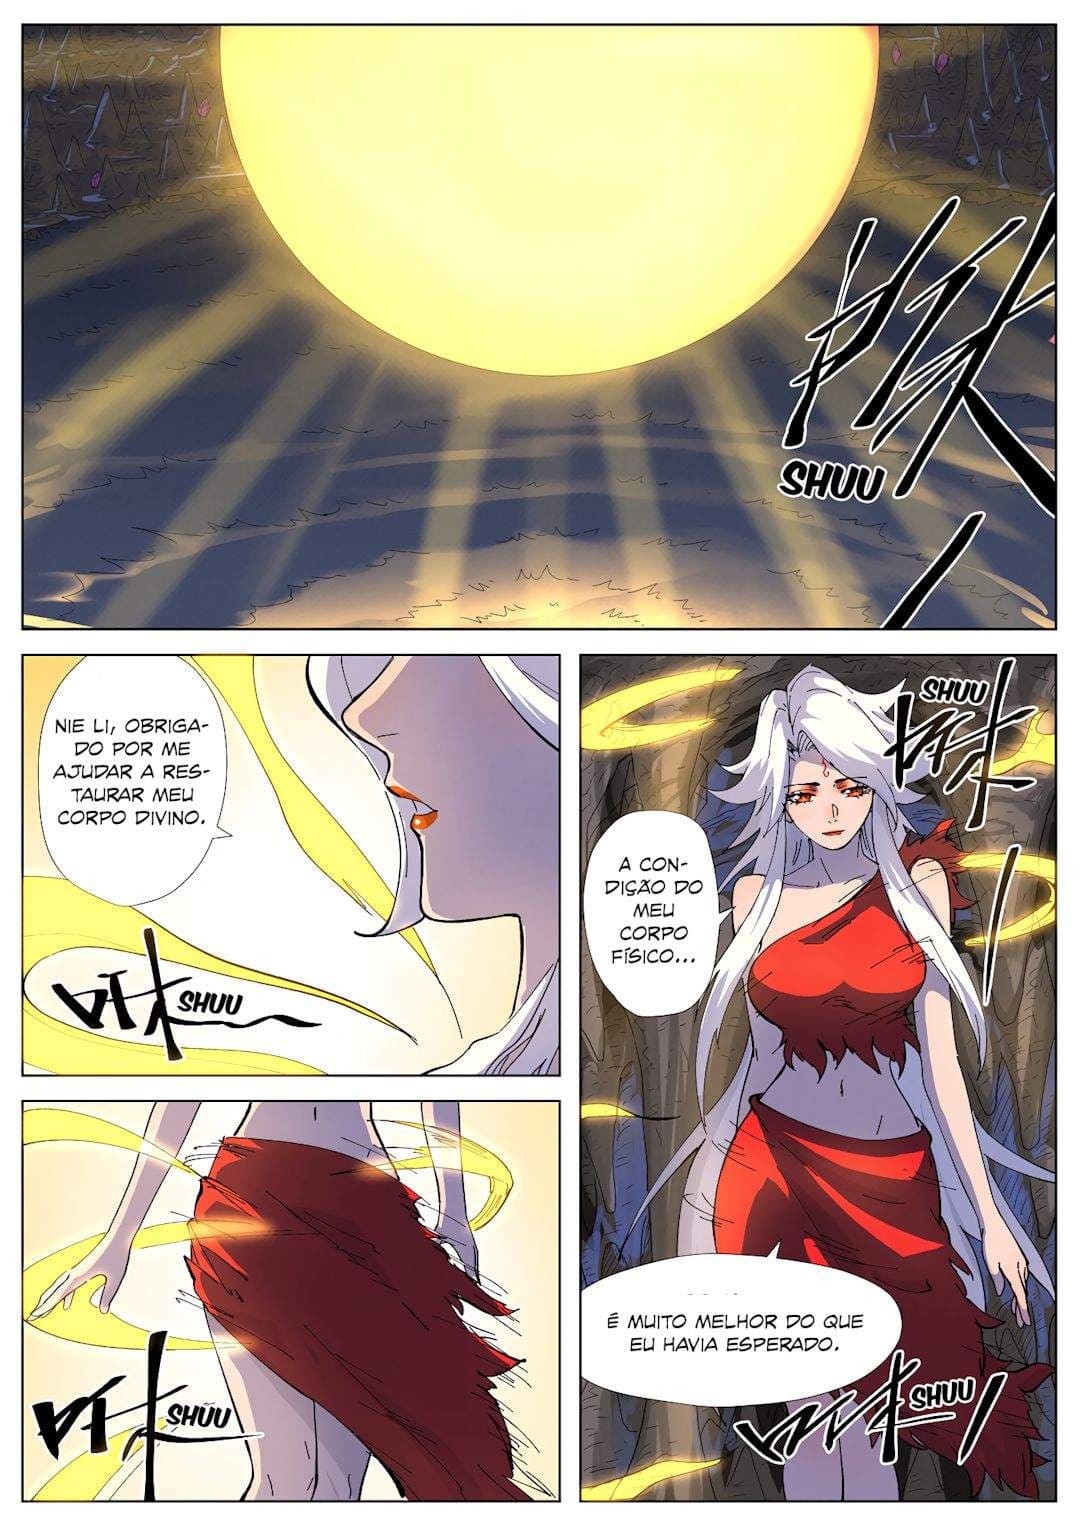 SHUU
NIE LI, OBRIGA-
DO POR ME
AJUDAR A RES-
TAURAR MEU
CORPO DIVINO.
SHUU
SHUU
A CON-
DIÇÃO DO
MEU
CORPO
FÍSICO...
SHUU
É MUITO MELHOR DO QUE
EU HAVIA ESPERADO.
SHUU